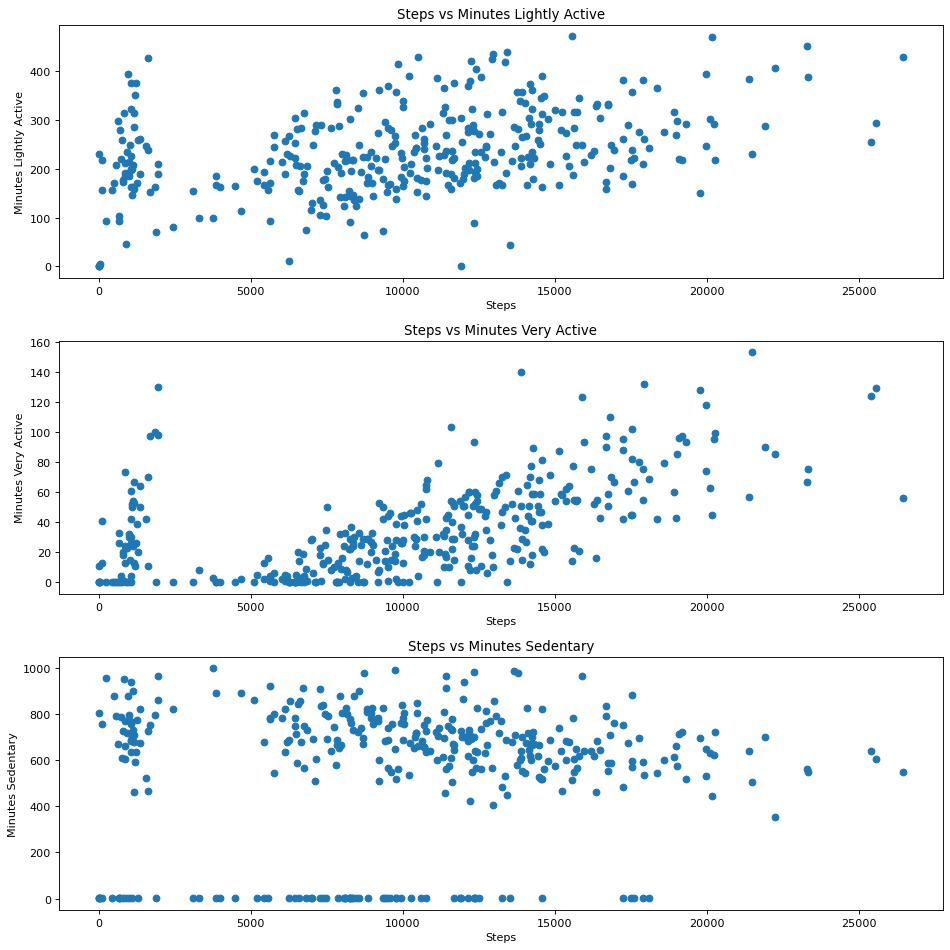 Steps vs Minutes Lightly Active
Minutes Lightly Active
400
300
200
100
0
0 5000 10000 15000 20000 25000
Steps
Steps vs Minutes Very Active
Minutes Very Active
160
140
120
100
80
60
40
20
0
0 5000 10000 15000 20000 25000
Steps
Steps vs Minutes Sedentary
Minutes Sedentary
1000
800
600
400
200
0
0 5000 10000 15000 20000 25000
Steps